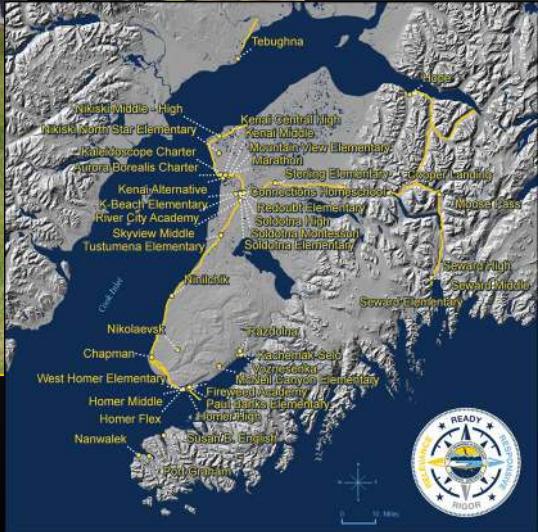 Tebughna
Hope
Nikiski Middle - High
Kenai Central High
Kenai Middle
Nikiski North Star Elementary
Mountain View Elementary
Kaleidoscope Charter
Marathon
Aurora Borealis Charter
Sterling Elementary
Cooper Landing
Kenai Alternative
Connections Homeschool
K-Beach Elementary
Redoubt Elementary
Moose Pass
River City Academy
Soldotna High
Skyview Middle
Soldotna Montessori
Tustumena Elementary
Soldotna Elementary
Seward High
Seward Middle
Ninilchik
Seward Elementary
Cook Inlet
Nikolaevsk
Razdolna
Chapman
Kachemak-Selo
Voznesenka
West Homer Elementary
McNeil Canyon Elementary
Fireweed Academy
Homer Middle
Paul Banks Elementary
Homer Flex
Homer High
Nanwalek
Susan B. English
Port Graham
READY
RELEVANCE
RESPONSIVE
RIGOR
0 10 Miles